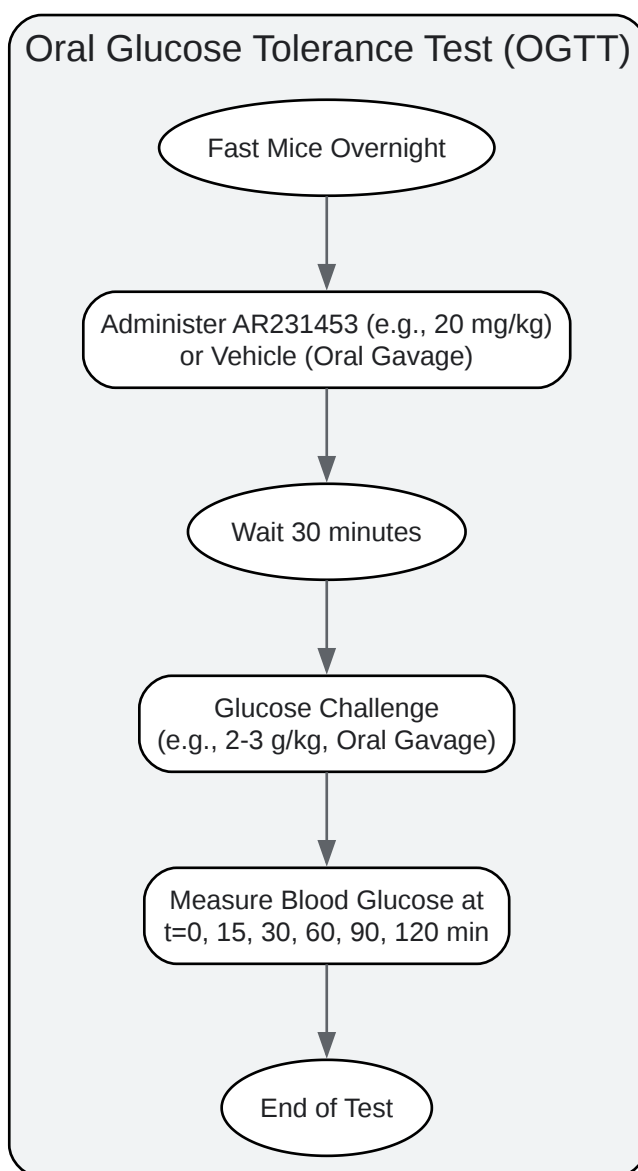 Oral Glucose Tolerance Test (OGTT)
Fast Mice Overnight
Administer AR231453 (e.g., 20 mg/kg)
or Vehicle (Oral Gavage)
Wait 30 minutes
Glucose Challenge
(e.g., 2-3 g/kg, Oral Gavage)
Measure Blood Glucose at
t=0, 15, 30, 60, 90, 120 min
End of Test